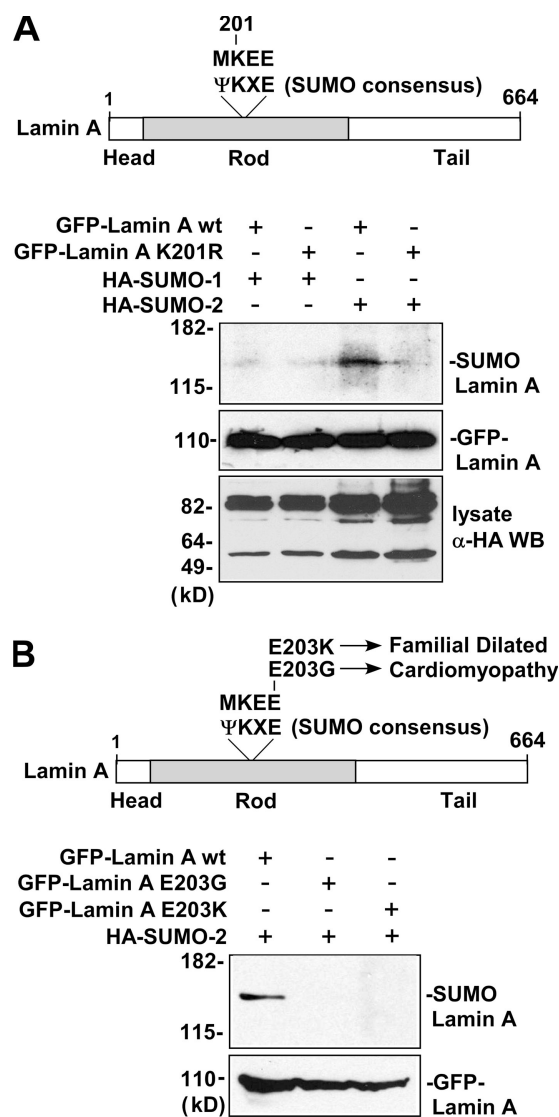 A
201
MKEE
ΨKXE (SUMO consensus)
1 664
Lamin A
Head Rod Tail
GFP-Lamin A wt + - + -
GFP-Lamin A K201R - + - +
HA-SUMO-1 + + - -
HA-SUMO-2 - - + +
182-
-SUMO
Lamin A
115-
110-
-GFP-
Lamin A
82-
lysate
α-HA WB
64-
49-
(kD)
B
E203K → Familial Dilated
E203G → Cardiomyopathy
MKEE
ΨKXE (SUMO consensus)
1 664
Lamin A
Head Rod Tail
GFP-Lamin A wt + - -
GFP-Lamin A E203G - + -
GFP-Lamin A E203K - - +
HA-SUMO-2 + + +
182-
-SUMO
Lamin A
115-
110-
-GFP-
Lamin A
(kD)